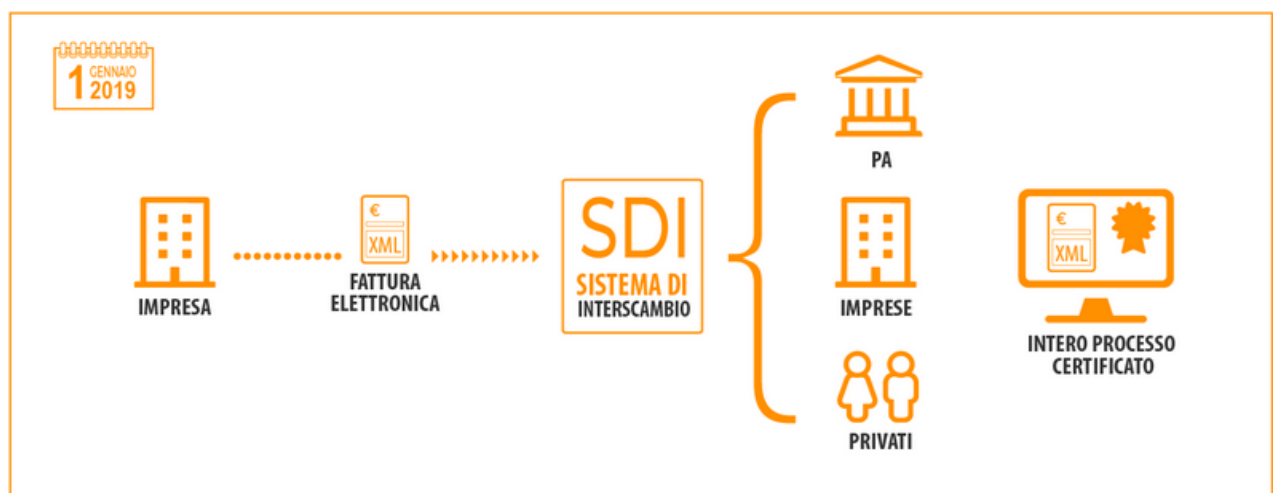 1 GENNAIO
2019
IMPRESA
€
XML
FATTURA
ELETTRONICA
SDI
SISTEMA DI
INTERSCAMBIO
PA
IMPRESE
PRIVATI
€
XML
INTERO PROCESSO
CERTIFICATO